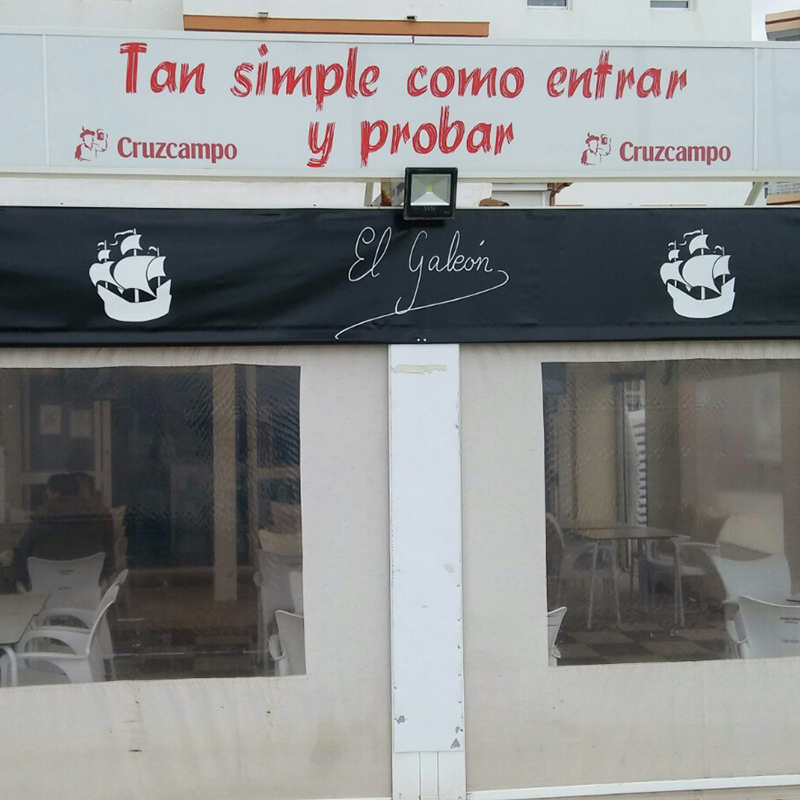 Tan simple como entrar
y probar
Cruzcampo
Cruzcampo
El Galeón